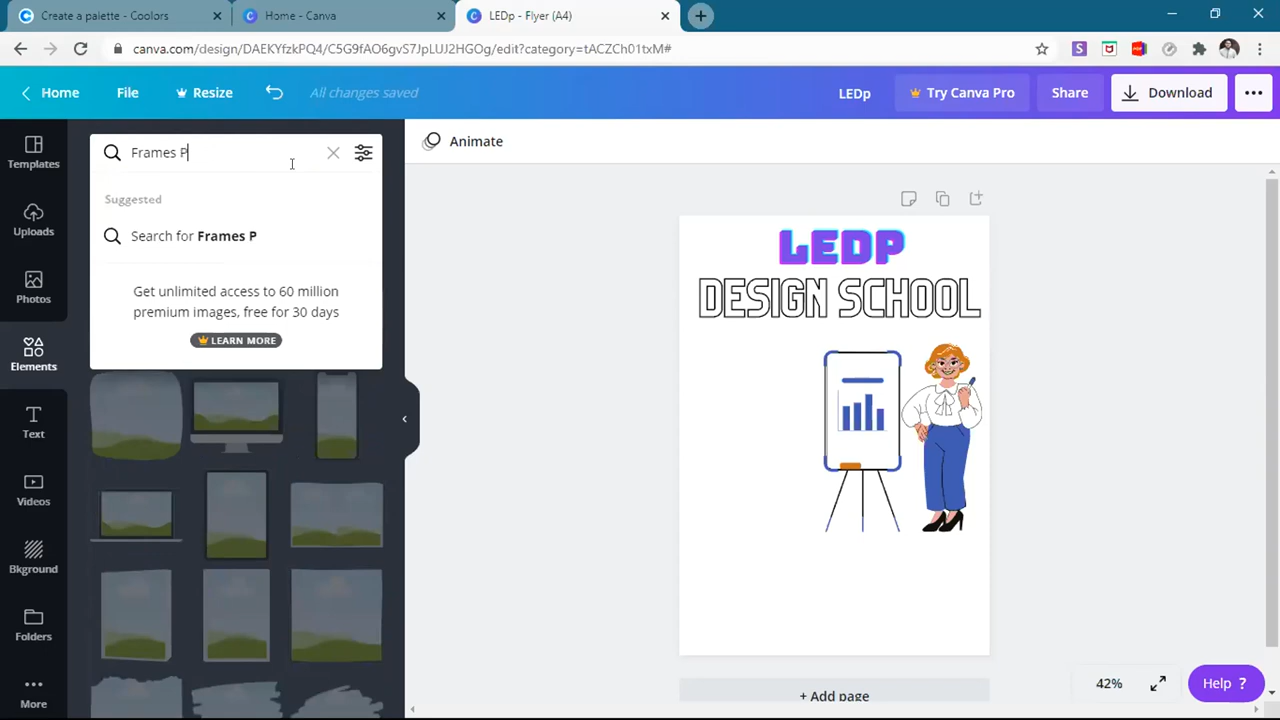 Create a palette - Coolors
Home - Canva
LEDp - Flyer (A4)
canva.com/design/DAEKYfzkPQ4/C5G9fAO6gvS7JpLUJ2HGOg/edit?category=tACZCh01txM#
Home
File
Resize
All changes saved
LEDp
Try Canva Pro
Share
Download
Templates
Uploads
Photos
Elements
Text
Videos
Bkground
Folders
More
Frames P
Suggested
Search for Frames P
Get unlimited access to 60 million
premium images, free for 30 days
LEARN MORE
Animate
LEDP
DESIGN SCHOOL
+ Add page
42%
Help ?